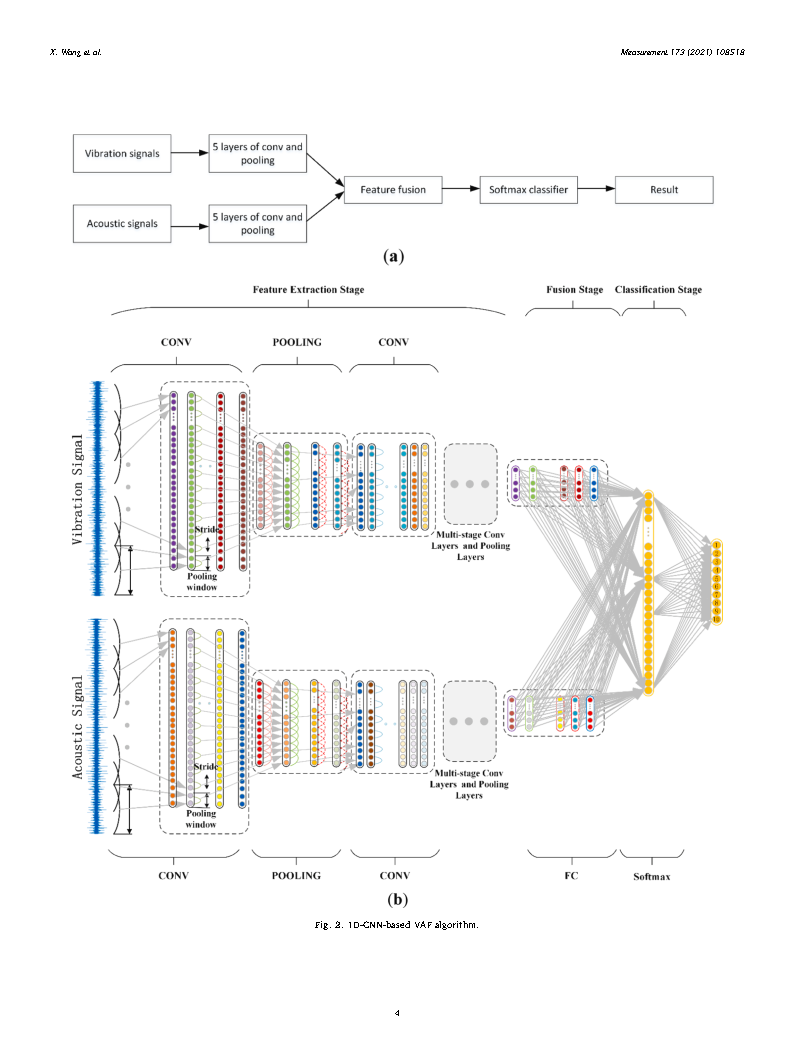 X. Wang et al.
Measurement 173 (2021) 108518
Vibration signals
5 layers of conv and
pooling
Feature fusion
Softmax classifier
Result
Acoustic signals
5 layers of conv and
pooling
(a)
Feature Extraction Stage
Fusion Stage
Classification Stage
CONV
POOLING
CONV
Vibration Signal
Stride
Pooling
window
Multi-stage Conv
Layers and Pooling
Layers
1
2
3
4
5
6
7
8
9
10
Acoustic Signal
Stride
Pooling
window
Multi-stage Conv
Layers and Pooling
Layers
CONV
POOLING
CONV
FC
Softmax
(b)
Fig. 2. 1D-CNN-based VAF algorithm.
4